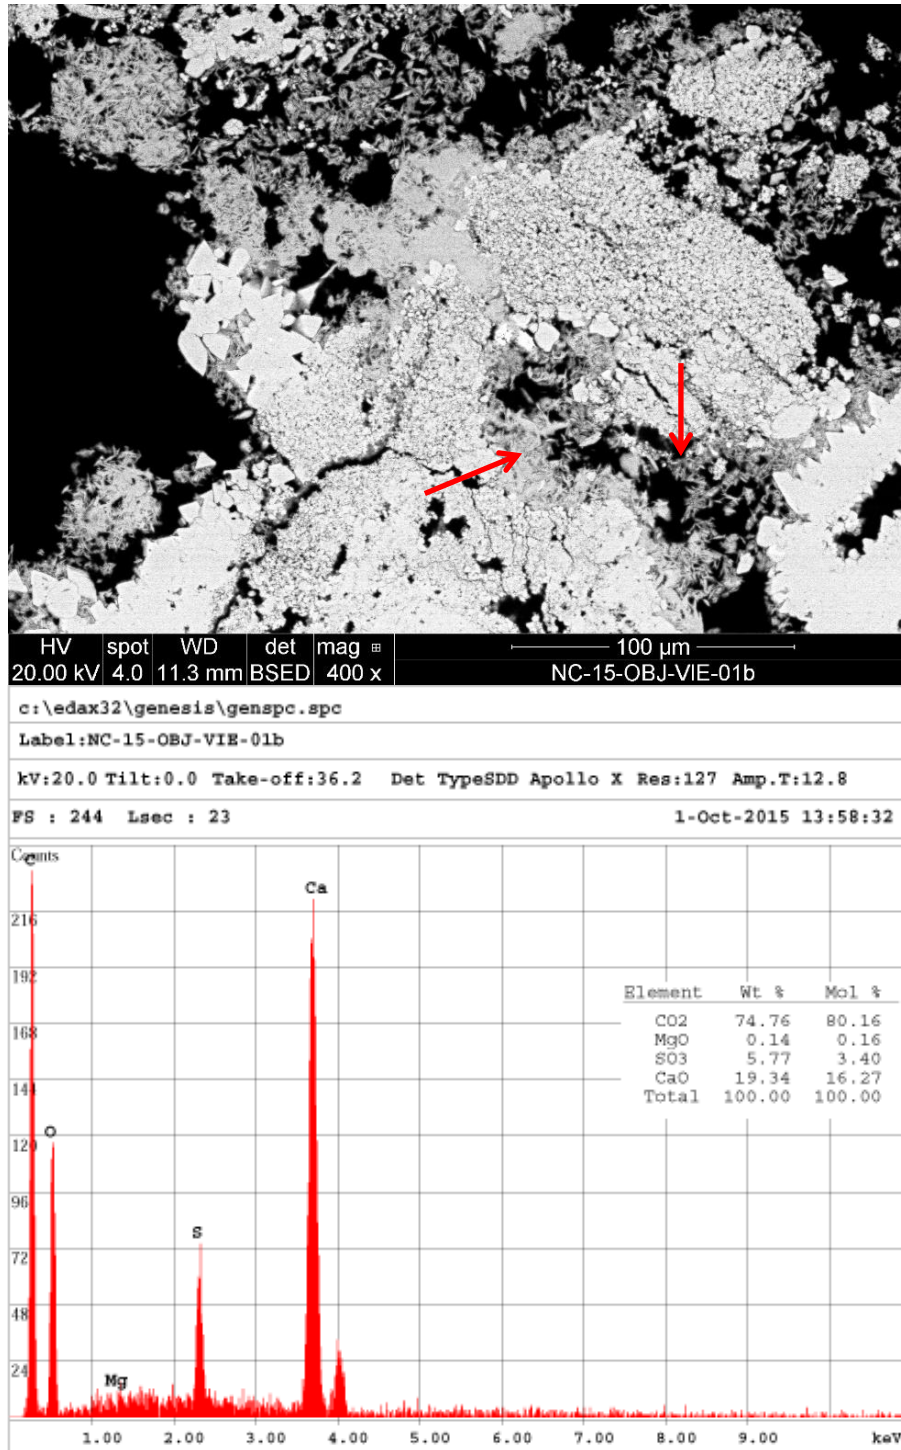 HV spot WD det mag ⊞ 100 µm
20.00 kV 4.0 11.3 mm BSED 400 x NC-15-OBJ-VIE-01b
c:\edax32\genesis\genspc.spc
Label:NC-15-OBJ-VIE-01b
kV:20.0 Tilt:0.0 Take-off:36.2 Det TypeSDD Apollo X Res:127 Amp.T:12.8
FS : 244 Lsec : 23 1-Oct-2015 13:58:32
Counts
C
Ca
216
192
Element Wt % Mol %
CO2 74.76 80.16
168
MgO 0.14 0.16
SO3 5.77 3.40
CaO 19.34 16.27
144
Total 100.00 100.00
O
120
96
S
72
48
24
Mg
1.00 2.00 3.00 4.00 5.00 6.00 7.00 8.00 9.00 keV